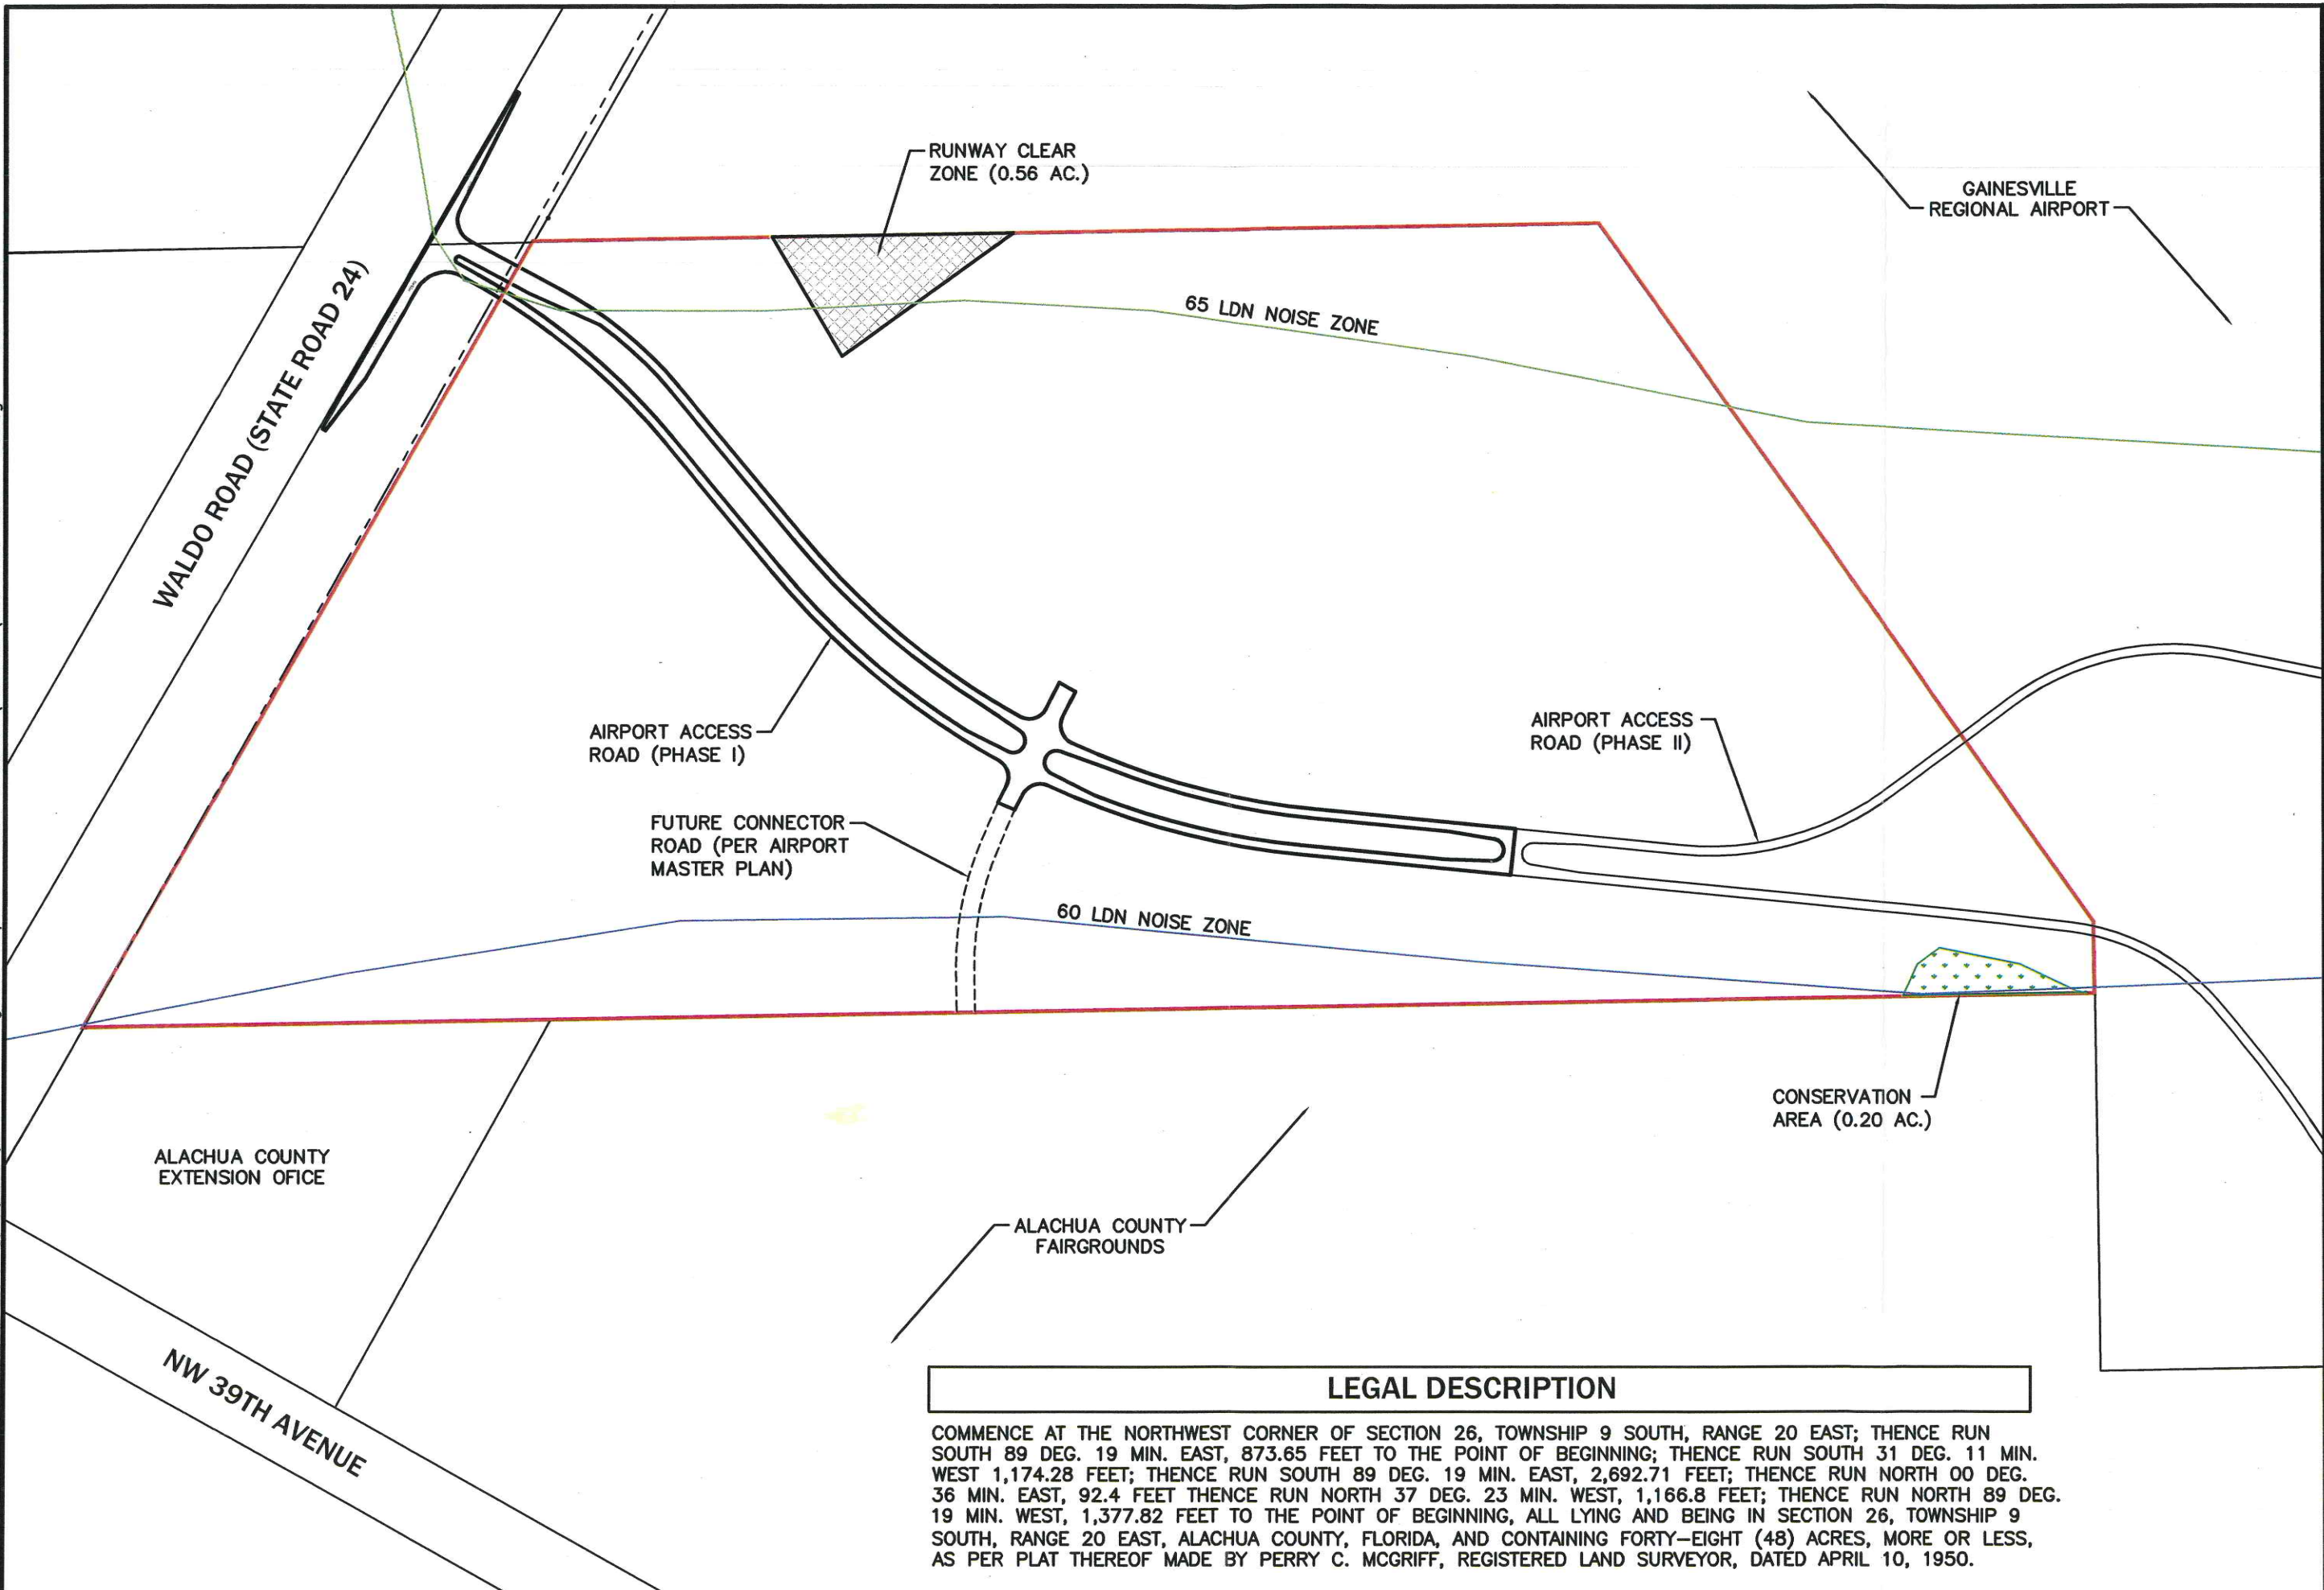 RUNWAY CLEAR
ZONE (0.56 AC.)
GAINESVILLE
REGIONAL AIRPORT
65 LDN NOISE ZONE
WALDO ROAD (STATE ROAD 24)
AIRPORT ACCESS
ROAD (PHASE I)
AIRPORT ACCESS
ROAD (PHASE II)
FUTURE CONNECTOR
ROAD (PER AIRPORT
MASTER PLAN)
60 LDN NOISE ZONE
CONSERVATION
AREA (0.20 AC.)
ALACHUA COUNTY
EXTENSION OFICE
ALACHUA COUNTY
FAIRGROUNDS
NW 39TH AVENUE
LEGAL DESCRIPTION
COMMENCE AT THE NORTHWEST CORNER OF SECTION 26, TOWNSHIP 9 SOUTH, RANGE 20 EAST; THENCE RUN
SOUTH 89 DEG. 19 MIN. EAST, 873.65 FEET TO THE POINT OF BEGINNING; THENCE RUN SOUTH 31 DEG. 11 MIN.
WEST 1,174.28 FEET; THENCE RUN SOUTH 89 DEG. 19 MIN. EAST, 2,692.71 FEET; THENCE RUN NORTH 00 DEG.
36 MIN. EAST, 92.4 FEET THENCE RUN NORTH 37 DEG. 23 MIN. WEST, 1,166.8 FEET; THENCE RUN NORTH 89 DEG.
19 MIN. WEST, 1,377.82 FEET TO THE POINT OF BEGINNING, ALL LYING AND BEING IN SECTION 26, TOWNSHIP 9
SOUTH, RANGE 20 EAST, ALACHUA COUNTY, FLORIDA, AND CONTAINING FORTY-EIGHT (48) ACRES, MORE OR LESS,
AS PER PLAT THEREOF MADE BY PERRY C. MCGRIFF, REGISTERED LAND SURVEYOR, DATED APRIL 10, 1950.